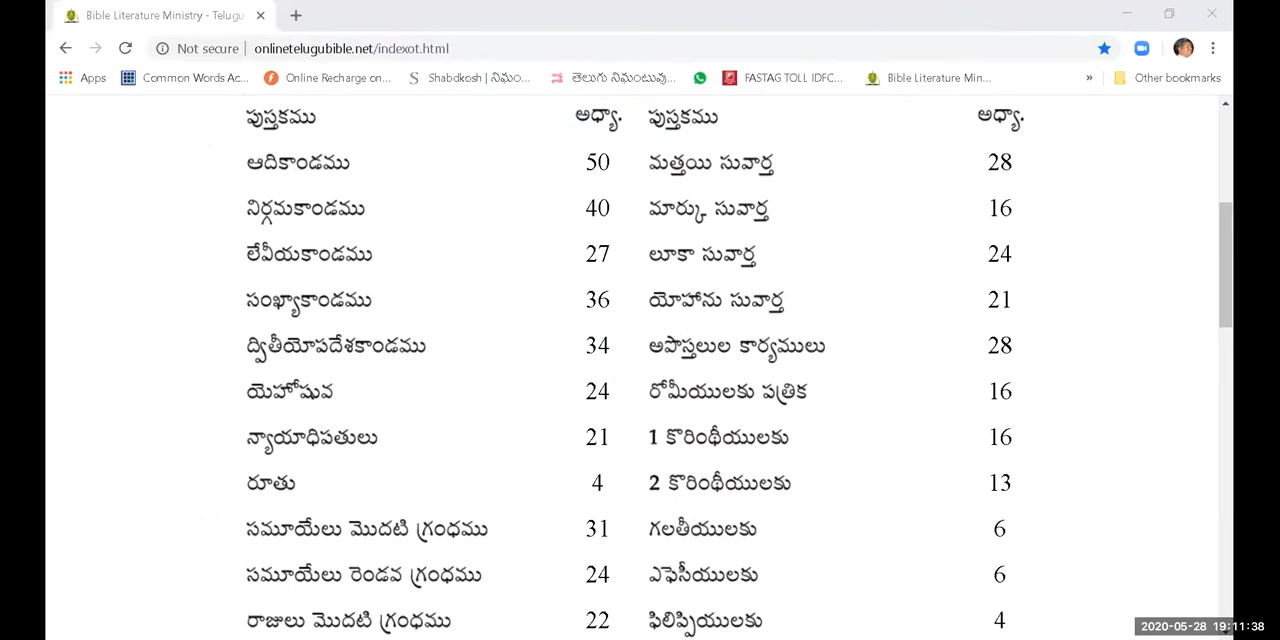 Bible Literature Ministry - Telugu
Not secure onlinetelugubible.net/indexot.html
Apps Common Words Ac... Online Recharge on... Shabdkosh | నిఘం... తెలుగు నిఘంటువు... FASTAG TOLL IDFC... Bible Literature Min... » Other bookmarks
పుస్తకము అధ్యా. పుస్తకము అధ్యా.
ఆదికాండము 50 మత్తయి సువార్త 28
నిర్గమకాండము 40 మార్కు సువార్త 16
లేవీయకాండము 27 లూకా సువార్త 24
సంఖ్యాకాండము 36 యోహాను సువార్త 21
ద్వితీయోపదేశకాండము 34 అపొస్తలుల కార్యములు 28
యెహోషువ 24 రోమీయులకు పత్రిక 16
న్యాయాధిపతులు 21 1 కొరింథీయులకు 16
రూతు 4 2 కొరింథీయులకు 13
సమూయేలు మొదటి గ్రంధము 31 గలతీయులకు 6
సమూయేలు రెండవ గ్రంధము 24 ఎఫెసీయులకు 6
రాజులు మొదటి గ్రంధము 22 ఫిలిప్పియులకు 4
2020-05-28 19:11:38